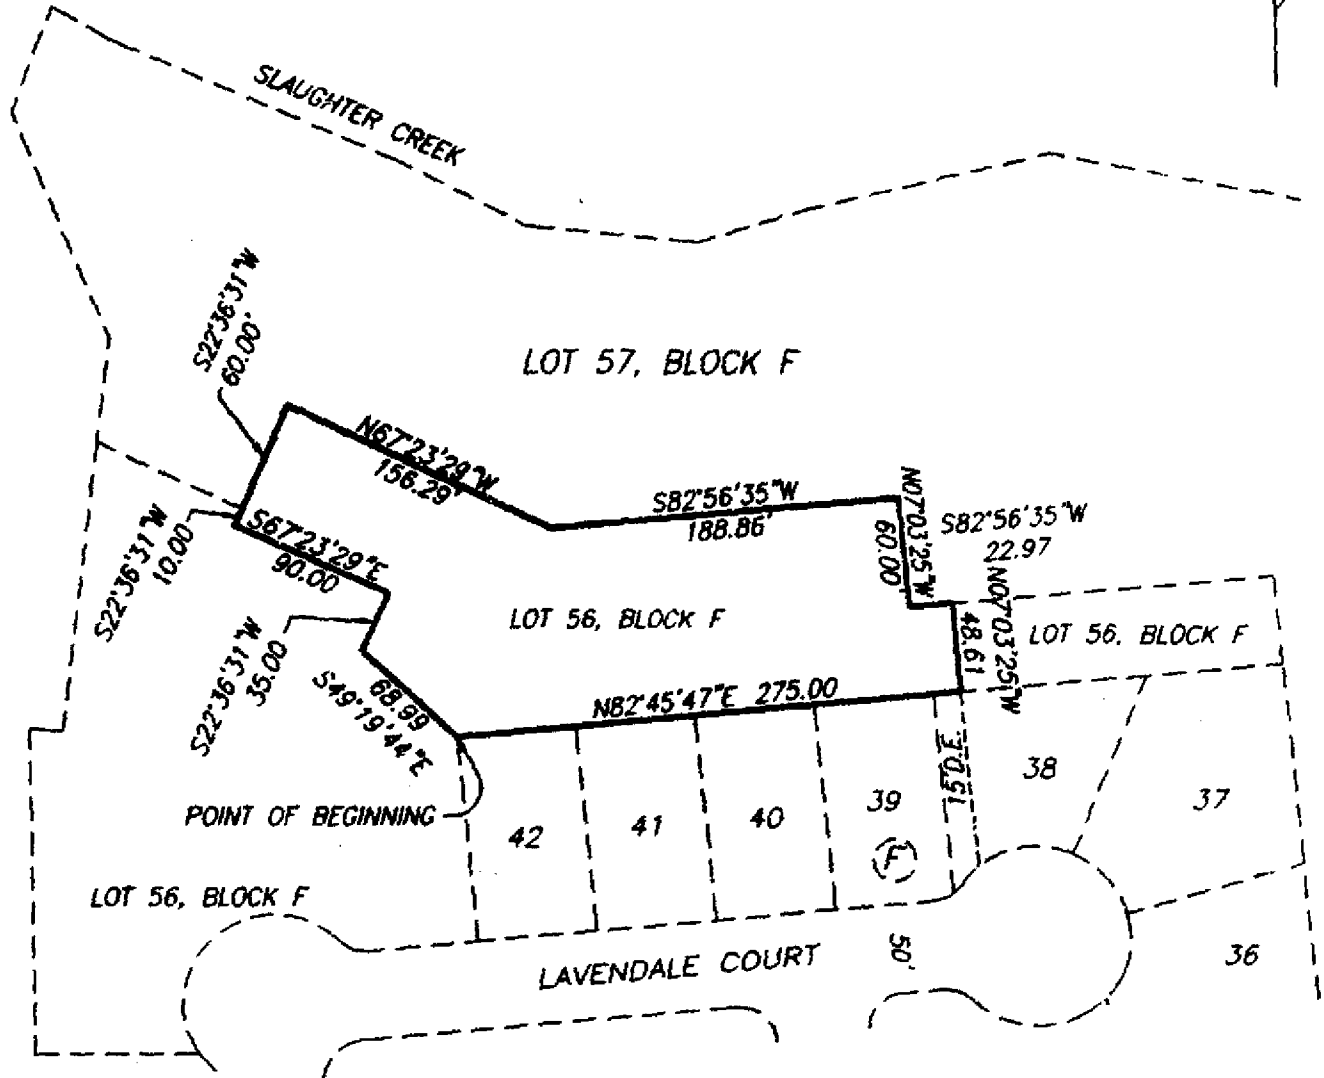 SLAUGHTER CREEK
S22°36'31"W
60.00'
LOT 57, BLOCK F
N67°23'29"W
156.29'
S82°56'35"W
188.86'
N07°03'25"W
60.00'
S82°56'35"W
22.97
S22°36'31"W
10.00
S67°23'29"E
90.00
LOT 56, BLOCK F
N07°03'25"W
48.61
LOT 56, BLOCK F
S22°36'31"W
35.00
68.99
S49°19'44"E
N82°45'47"E 275.00
POINT OF BEGINNING
42
41
40
39
F
15' D.E.
38
37
LOT 56, BLOCK F
LAVENDALE COURT
50'
36